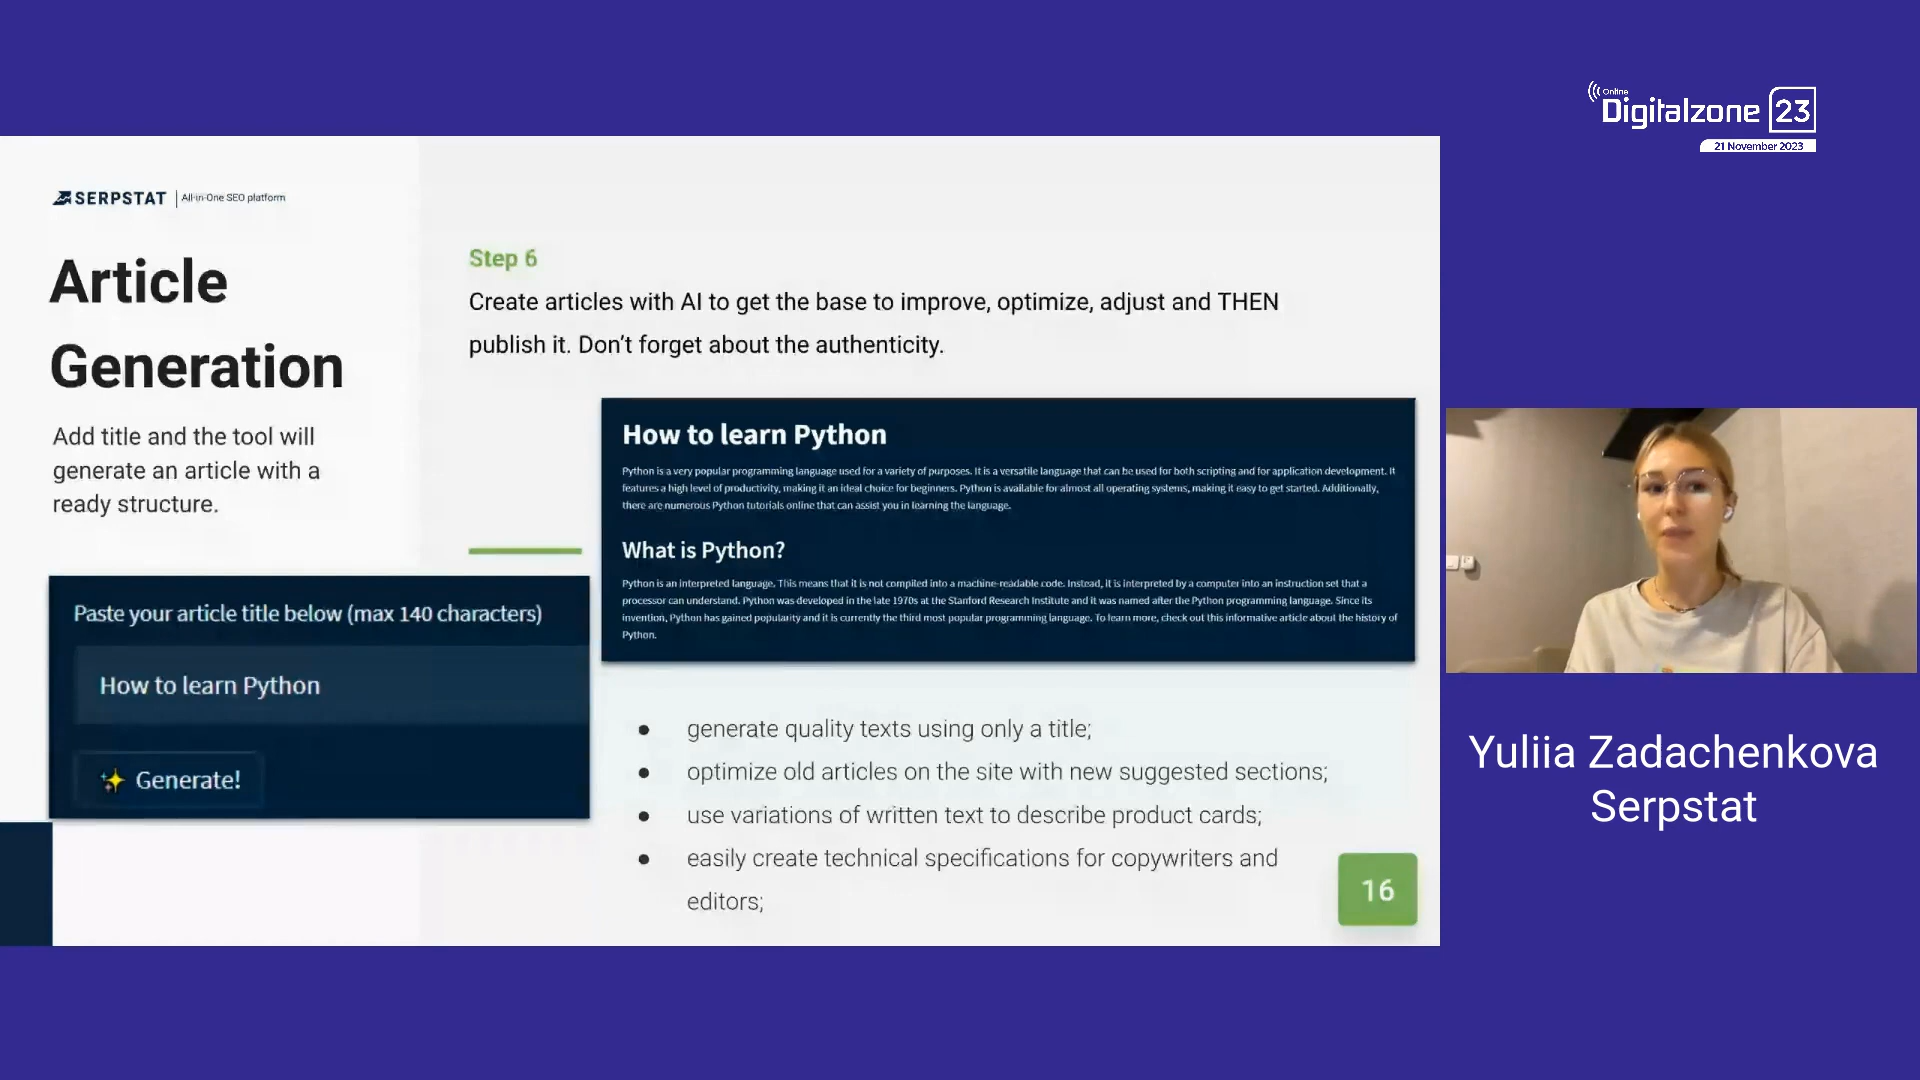 Online
Digitalzone 23
21 November 2023
SERPSTAT All-in-One SEO platform
Article
Generation
Add title and the tool will
generate an article with a
ready structure.
Paste your article title below (max 140 characters)
How to learn Python
✨ Generate!
Step 6
Create articles with AI to get the base to improve, optimize, adjust and THEN
publish it. Don't forget about the authenticity.
How to learn Python
Python is a very popular programming language used for a variety of purposes. It is a versatile language that can be used for both scripting and for application development. It
features a high level of productivity, making it an ideal choice for beginners. Python is available for almost all operating systems, making it easy to get started. Additionally,
there are numerous Python tutorials online that can assist you in learning the language.
What is Python?
Python is an interpreted language. This means that it is not compiled into a machine-readable code. Instead, it is interpreted by a computer into an instruction set that a
processor can understand. Python was developed in the late 1970s at the Stanford Research Institute and it was named after the Python programming language. Since its
invention, Python has gained popularity and it is currently the third most popular programming language. To learn more, check out this informative article about the history of
Python.
● generate quality texts using only a title;
● optimize old articles on the site with new suggested sections;
● use variations of written text to describe product cards;
● easily create technical specifications for copywriters and
editors;
16
Yuliia Zadachenkova
Serpstat